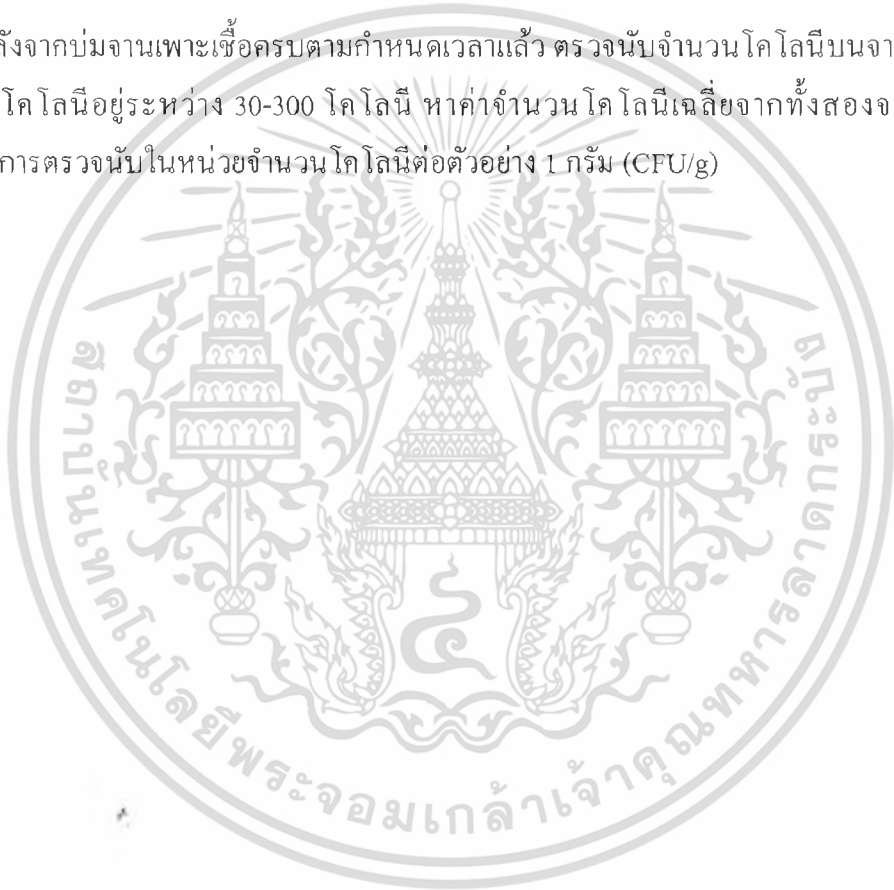 ลังจากบ่มจานเพาะเชื้อครบตามกำหนดเวลาแล้ว ตรวจนับจำนวนโคโลนีบนจา
โคโลนีอยู่ระหว่าง 30-300 โคโลนี หาค่าจำนวนโคโลนีเฉลี่ยจากทั้งสองจ
การตรวจนับในหน่วยจำนวนโคโลนีต่อตัวอย่าง 1 กรัม (CFU/g)
๔
สถาบันเทคโนโลยีพระจอมเกล้าเจ้าคุณทหารลาดกระบัง